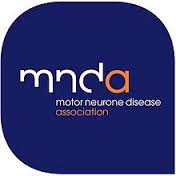 mnda
motor neurone disease
association